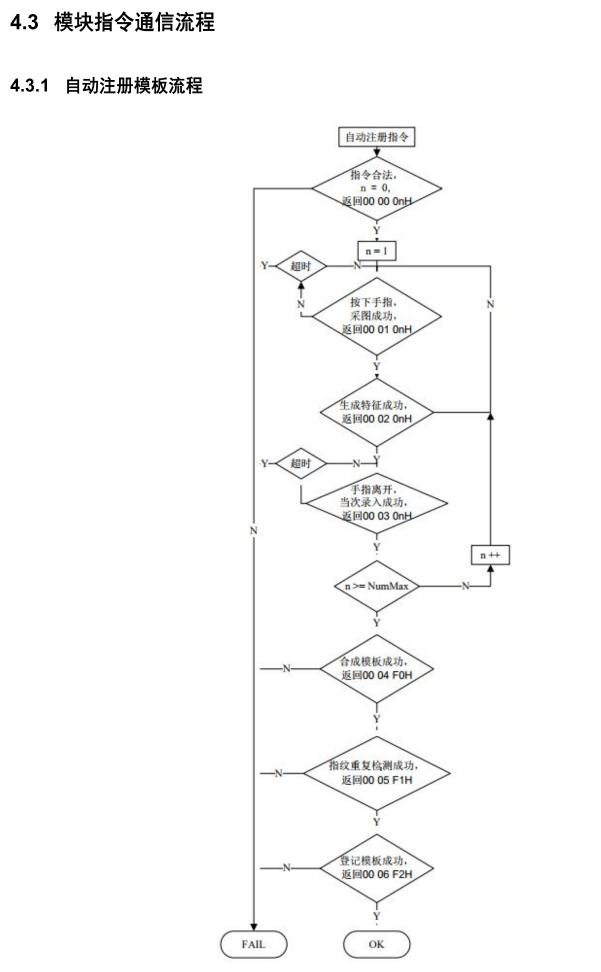 4.3 模块指令通信流程
4.3.1 自动注册模板流程
自动注册指令
指令合法，
n = 0,
返回00 00 0nH
Y
n = 1
Y
超时
N
N
按下手指，
采图成功，
返回00 01 0nH
N
Y
生成特征成功，
返回00 02 0nH
Y
Y
超时
N
手指离开，
当次录入成功，
返回00 03 0nH
N
Y
n ++
n >= NumMax
N
Y
合成模板成功，
返回00 04 F0H
N
Y
指纹重复检测成功，
返回00 05 F1H
N
Y
登记模板成功，
返回00 06 F2H
N
Y
FAIL
OK